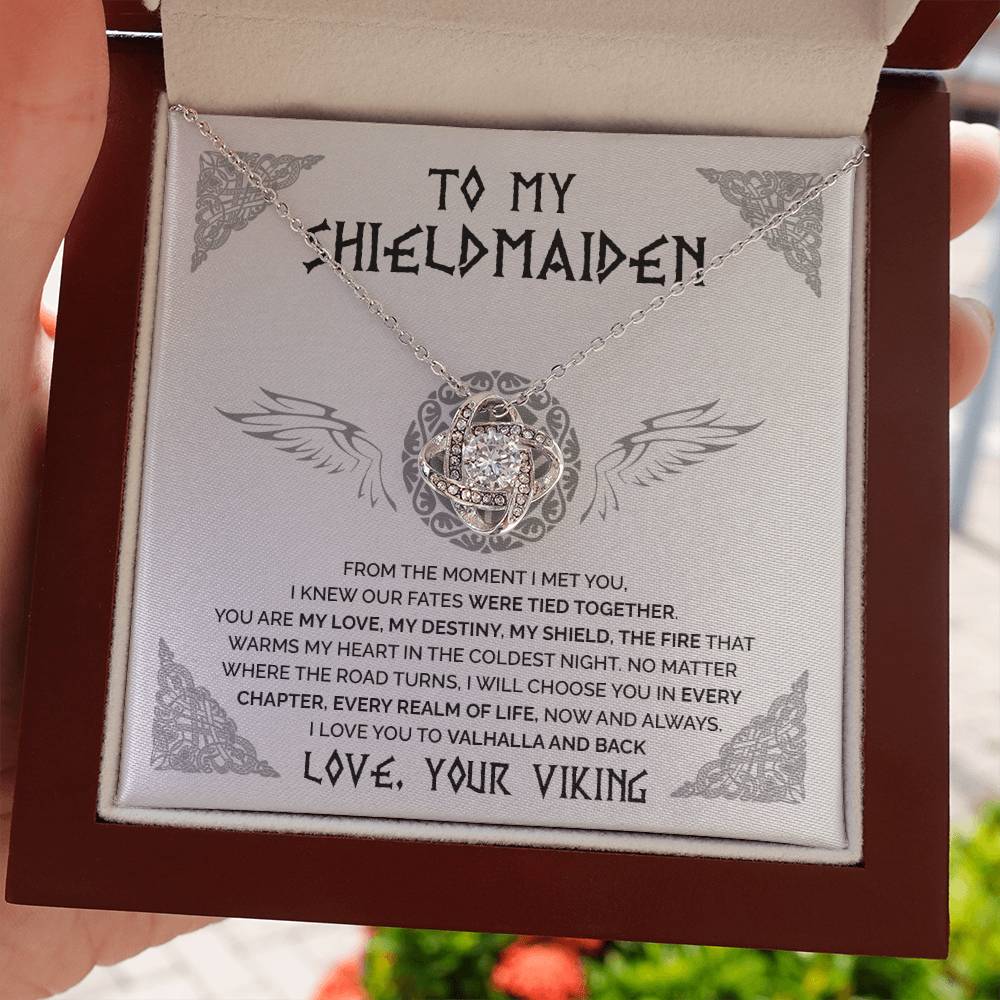 TO MY
SHIELDMAIDEN
FROM THE MOMENT I MET YOU,
I KNEW OUR FATES WERE TIED TOGETHER.
YOU ARE MY LOVE, MY DESTINY, MY SHIELD, THE FIRE THAT
WARMS MY HEART IN THE COLDEST NIGHT. NO MATTER
WHERE THE ROAD TURNS, I WILL CHOOSE YOU IN EVERY
CHAPTER, EVERY REALM OF LIFE, NOW AND ALWAYS.
I LOVE YOU TO VALHALLA AND BACK
LOVE, YOUR VIKING